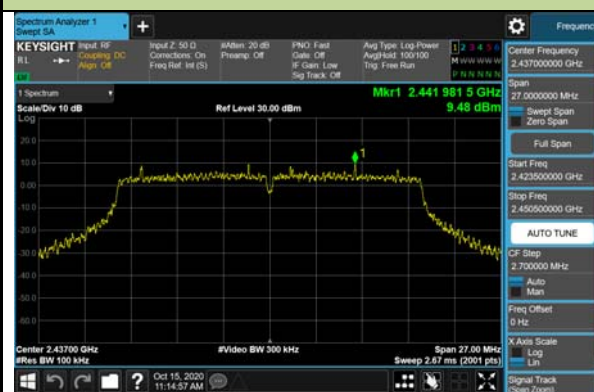 Spectrum Analyzer 1
Swept SA
Frequenc
KEYSIGHT
RL
Input: RF
Coupling: DC
Align: Off
Input Z: 50 Ω
Corrections: On
Freq Ref: Int (S)
#Atten: 20 dB
Preamp: Off
PNO: Fast
Gate: Off
IF Gain: Low
Sig Track: Off
Avg Type: Log-Power
Avg|Hold: 100/100
Trig: Free Run
1 2 3 4 5 6
M W W W W W
P N N N N N
Center Frequency
2.437000000 GHz
Span
27.0000000 MHz
Swept Span
Zero Span
Full Span
Start Freq
2.423500000 GHz
Stop Freq
2.450500000 GHz
AUTO TUNE
CF Step
2.700000 MHz
Auto
Man
Freq Offset
0 Hz
X Axis Scale
Log
Lin
Signal Track
(Span Zoom)
1 Spectrum
Scale/Div 10 dB
Log
Ref Level 30.00 dBm
Mkr1 2.441 981 5 GHz
9.48 dBm
20.0
10.0
0.00
-10.0
-20.0
-30.0
-40.0
-50.0
-60.0
1
Center 2.43700 GHz
#Res BW 100 kHz
#Video BW 300 kHz
Span 27.00 MHz
Sweep 2.67 ms (2001 pts)
?
Oct 15, 2020
11:14:57 AM